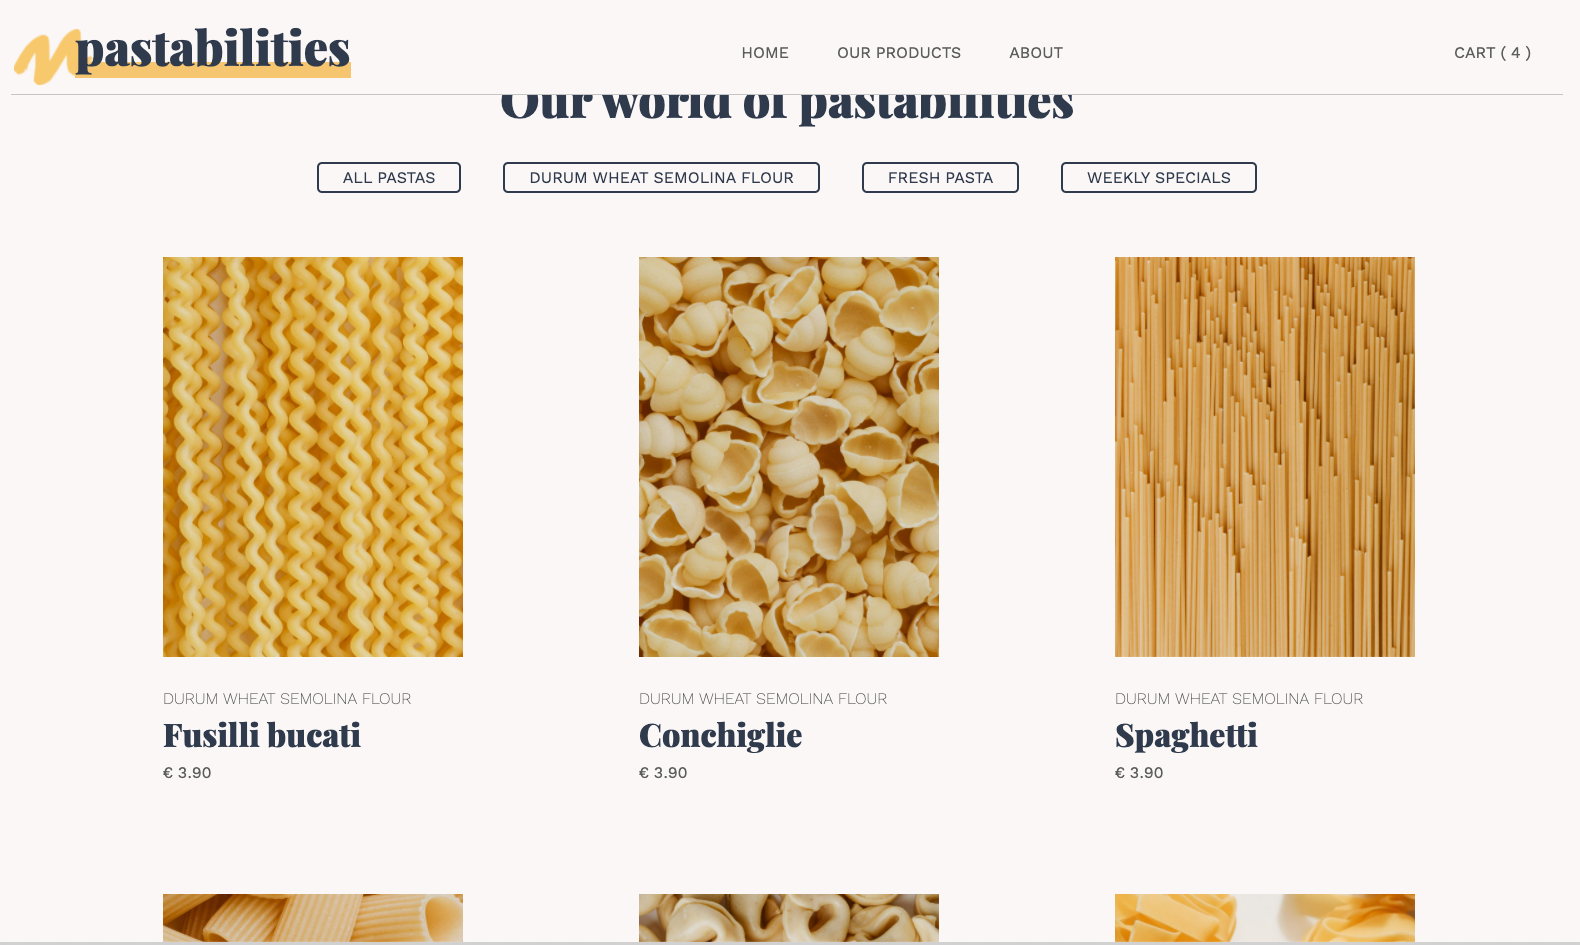 pastabilities
HOME
OUR PRODUCTS
ABOUT
CART ( 4 )
Our world of pastabilities
ALL PASTAS
DURUM WHEAT SEMOLINA FLOUR
FRESH PASTA
WEEKLY SPECIALS
DURUM WHEAT SEMOLINA FLOUR
Fusilli bucati
€ 3.90
DURUM WHEAT SEMOLINA FLOUR
Conchiglie
€ 3.90
DURUM WHEAT SEMOLINA FLOUR
Spaghetti
€ 3.90